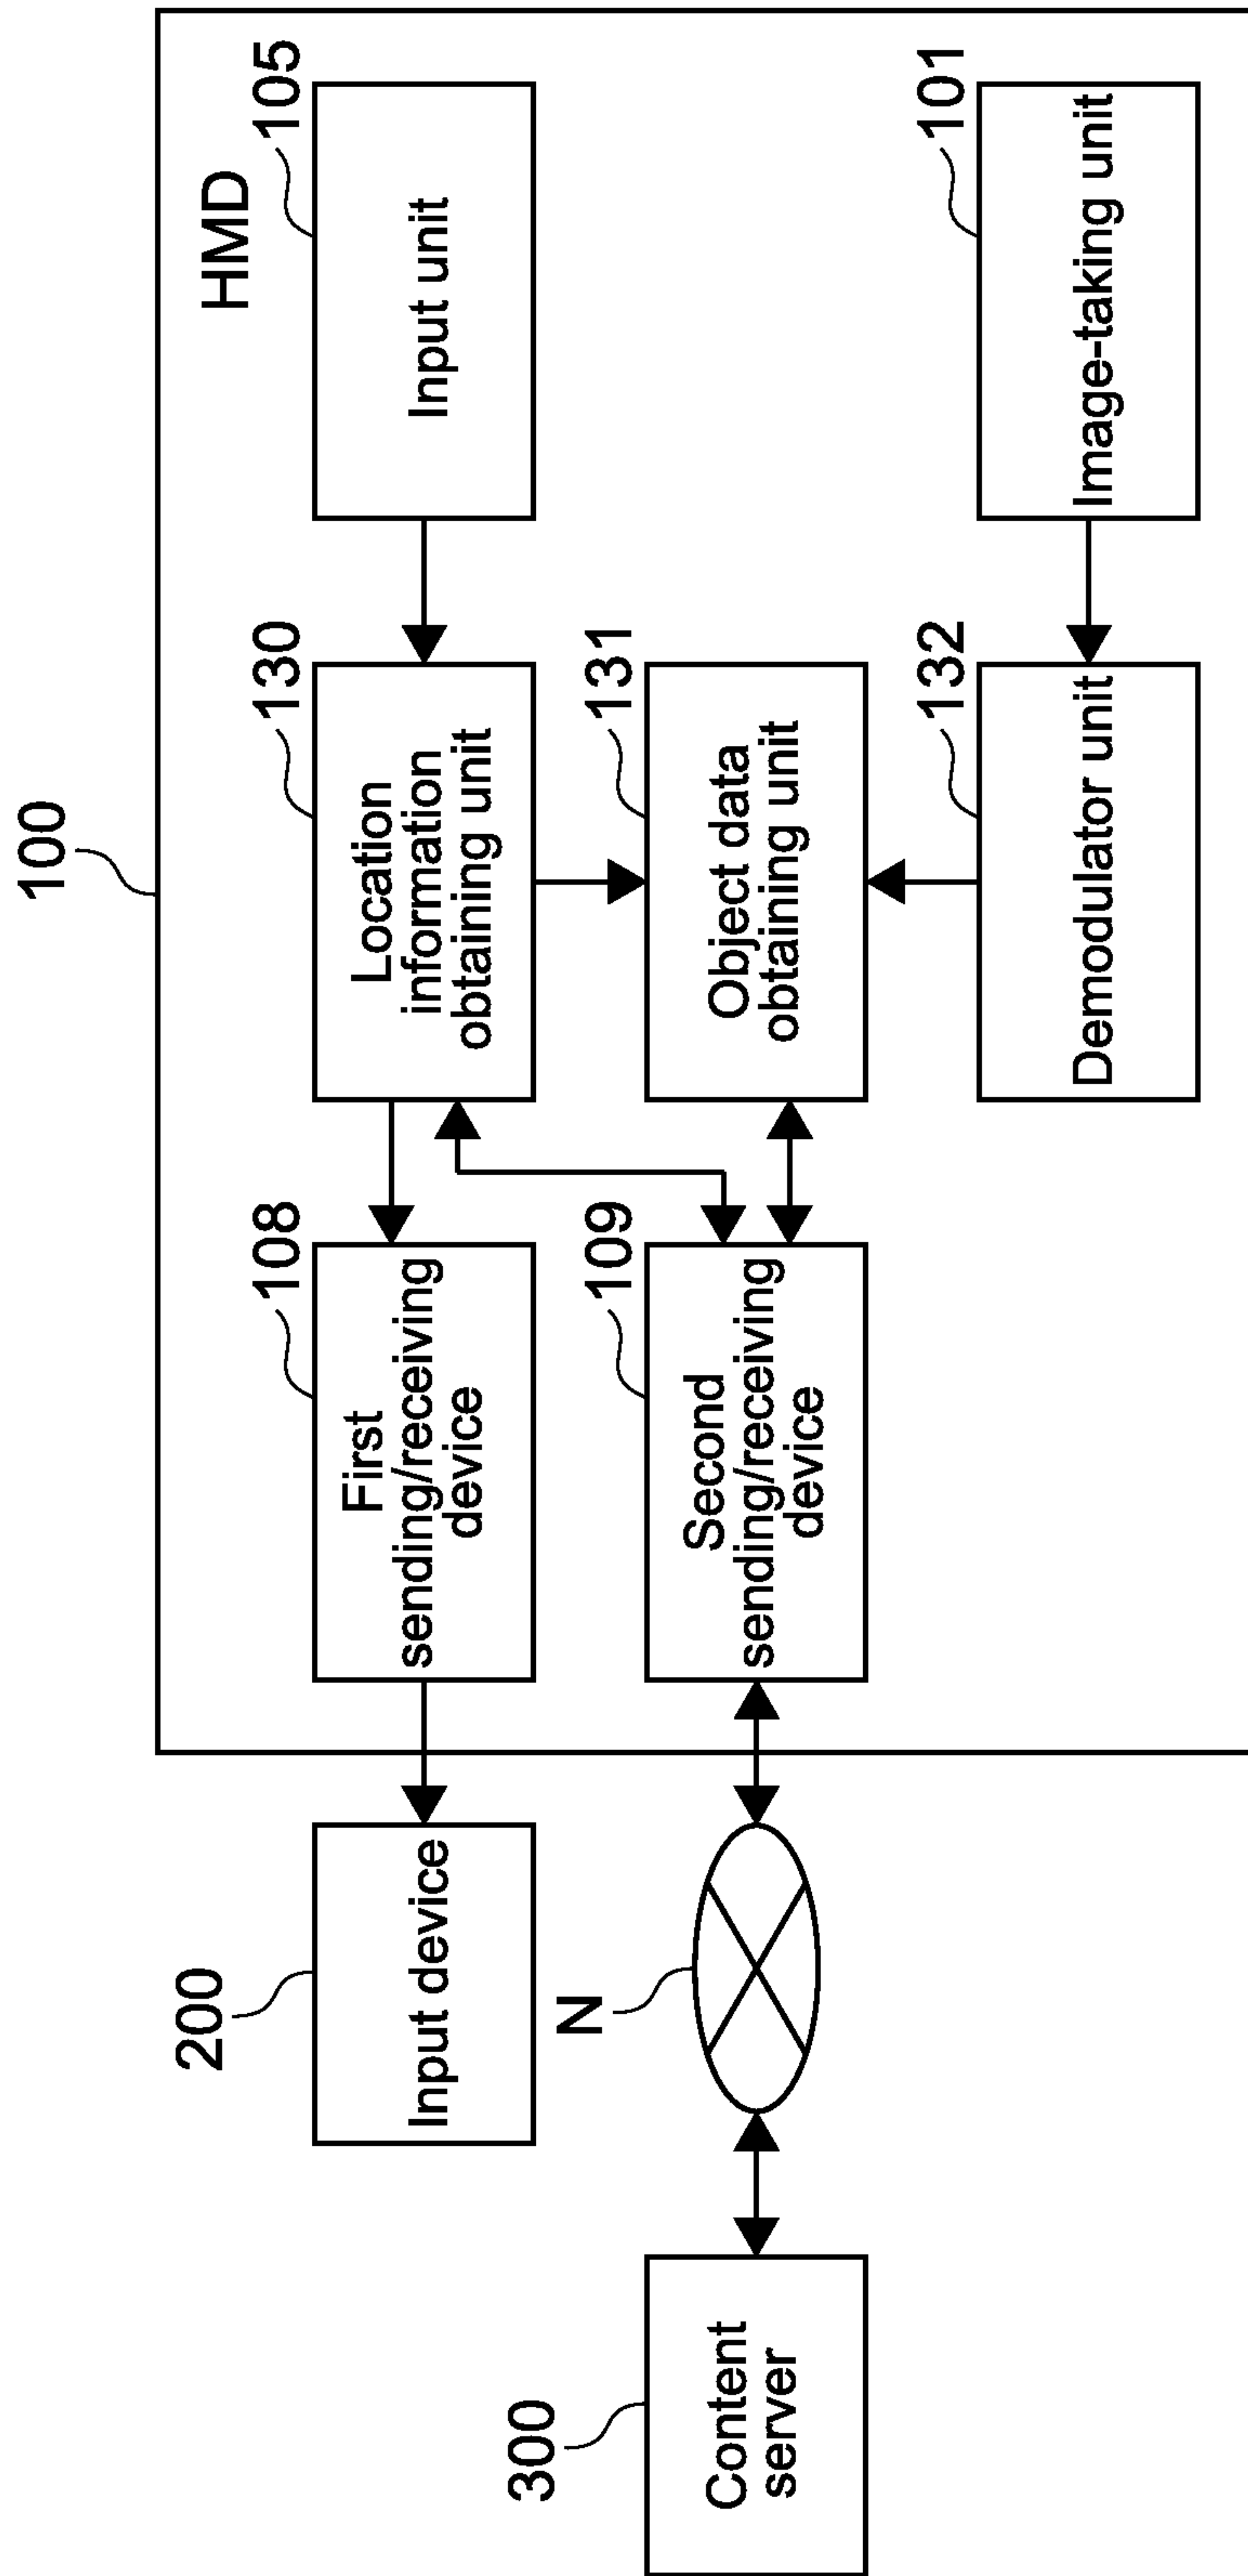 100
HMD
200
Input device
108
First
sending/receiving
device
130
Location
information
obtaining unit
105
Input unit
300
Content
server
N
109
Second
sending/receiving
device
131
Object data
obtaining unit
132
Demodulator unit
101
Image-taking unit